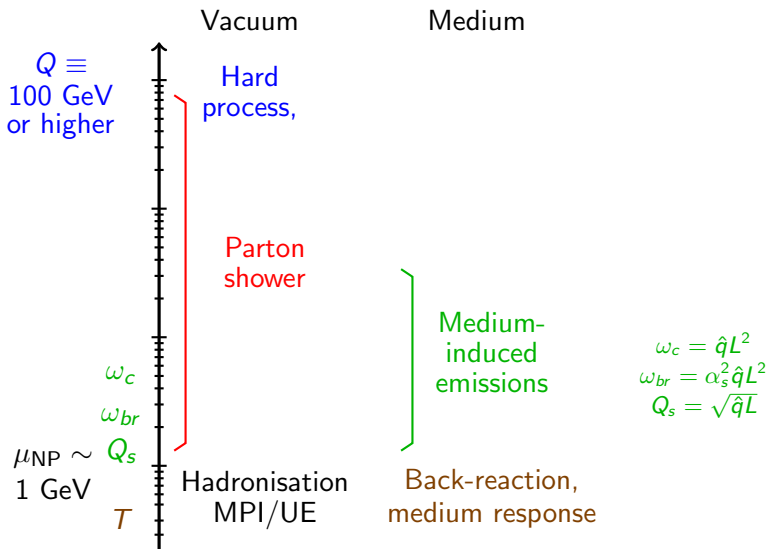 Vacuum
Medium
Q ≡
100 GeV
or higher
Hard
process,
Parton
shower
Medium-
induced
emissions
ω_c = q̂L²
ω_br = α_s² q̂L²
Q_s = √q̂L
ω_c
ω_br
Q_s
μ_NP ∼
1 GeV
T
Hadronisation
MPI/UE
Back-reaction,
medium response